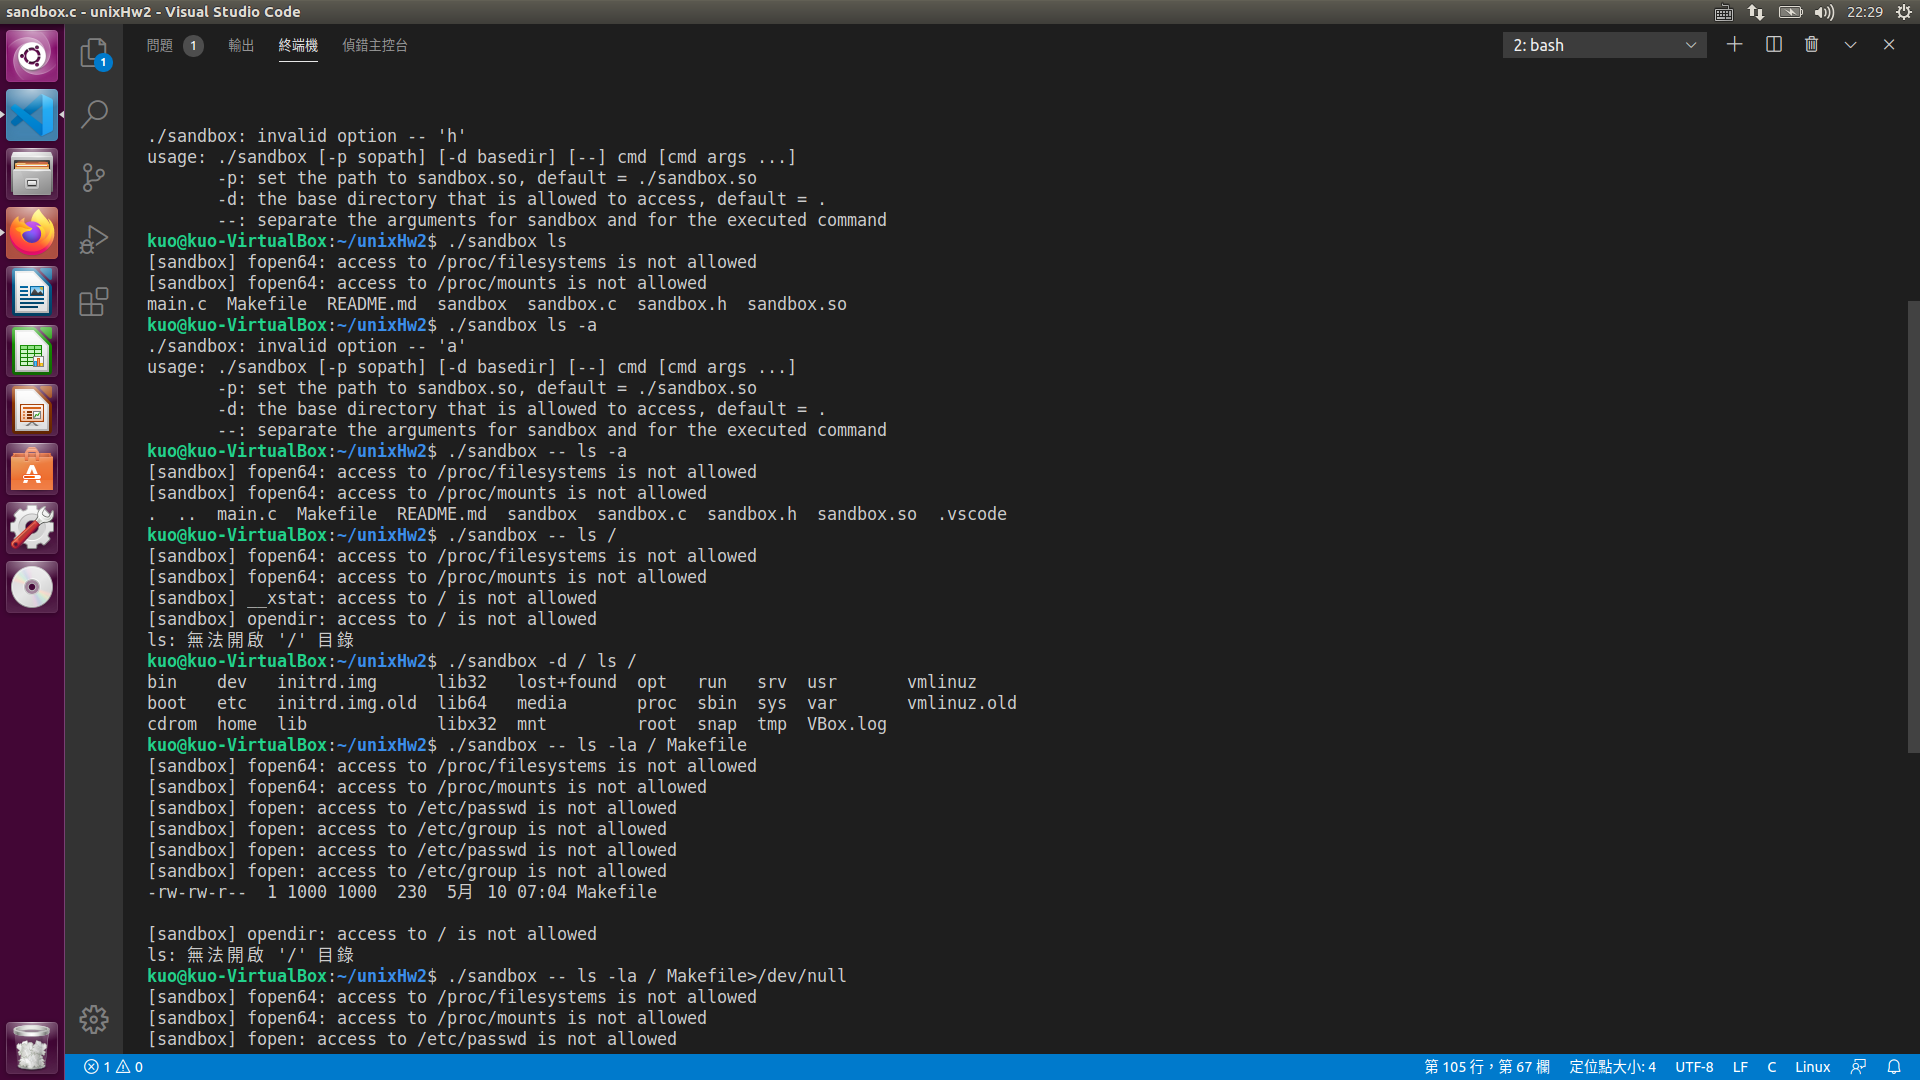 sandbox.c - unixHw2 - Visual Studio Code
22:29
問題 1 輸出 終端機 偵錯主控台
2: bash
1
./sandbox: invalid option -- 'h'
usage: ./sandbox [-p sopath] [-d basedir] [--] cmd [cmd args ...]
-p: set the path to sandbox.so, default = ./sandbox.so
-d: the base directory that is allowed to access, default = .
--: separate the arguments for sandbox and for the executed command
kuo@kuo-VirtualBox:~/unixHw2$ ./sandbox ls
[sandbox] fopen64: access to /proc/filesystems is not allowed
[sandbox] fopen64: access to /proc/mounts is not allowed
main.c  Makefile  README.md  sandbox  sandbox.c  sandbox.h  sandbox.so
kuo@kuo-VirtualBox:~/unixHw2$ ./sandbox ls -a
./sandbox: invalid option -- 'a'
usage: ./sandbox [-p sopath] [-d basedir] [--] cmd [cmd args ...]
-p: set the path to sandbox.so, default = ./sandbox.so
-d: the base directory that is allowed to access, default = .
--: separate the arguments for sandbox and for the executed command
kuo@kuo-VirtualBox:~/unixHw2$ ./sandbox -- ls -a
[sandbox] fopen64: access to /proc/filesystems is not allowed
[sandbox] fopen64: access to /proc/mounts is not allowed
.  ..  main.c  Makefile  README.md  sandbox  sandbox.c  sandbox.h  sandbox.so  .vscode
kuo@kuo-VirtualBox:~/unixHw2$ ./sandbox -- ls /
[sandbox] fopen64: access to /proc/filesystems is not allowed
[sandbox] fopen64: access to /proc/mounts is not allowed
[sandbox] __xstat: access to / is not allowed
[sandbox] opendir: access to / is not allowed
ls: 無法開啟 '/' 目錄
kuo@kuo-VirtualBox:~/unixHw2$ ./sandbox -d / ls /
bin    dev   initrd.img      lib32   lost+found  opt   run   srv  usr       vmlinuz
boot   etc   initrd.img.old  lib64   media       proc  sbin  sys  var       vmlinuz.old
cdrom  home  lib             libx32  mnt         root  snap  tmp  VBox.log
kuo@kuo-VirtualBox:~/unixHw2$ ./sandbox -- ls -la / Makefile
[sandbox] fopen64: access to /proc/filesystems is not allowed
[sandbox] fopen64: access to /proc/mounts is not allowed
[sandbox] fopen: access to /etc/passwd is not allowed
[sandbox] fopen: access to /etc/group is not allowed
[sandbox] fopen: access to /etc/passwd is not allowed
[sandbox] fopen: access to /etc/group is not allowed
-rw-rw-r--  1 1000 1000  230  5月 10 07:04 Makefile
[sandbox] opendir: access to / is not allowed
ls: 無法開啟 '/' 目錄
kuo@kuo-VirtualBox:~/unixHw2$ ./sandbox -- ls -la / Makefile>/dev/null
[sandbox] fopen64: access to /proc/filesystems is not allowed
[sandbox] fopen64: access to /proc/mounts is not allowed
[sandbox] fopen: access to /etc/passwd is not allowed
1 0 第 105 行，第 67 欄 定位點大小: 4 UTF-8 LF C Linux